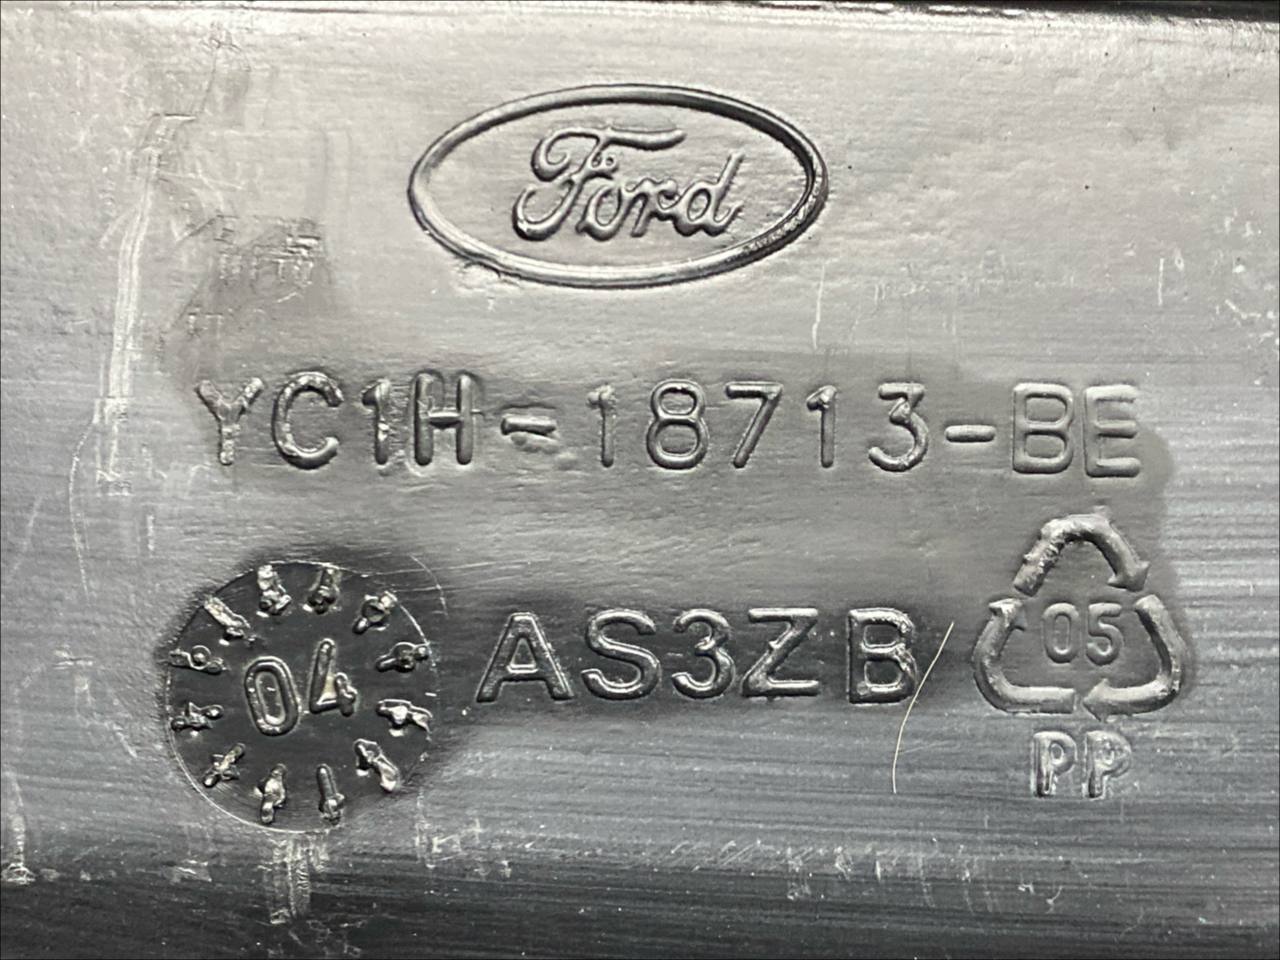 Ford
YC1H-18713-BE
04
AS3ZB
05
PP